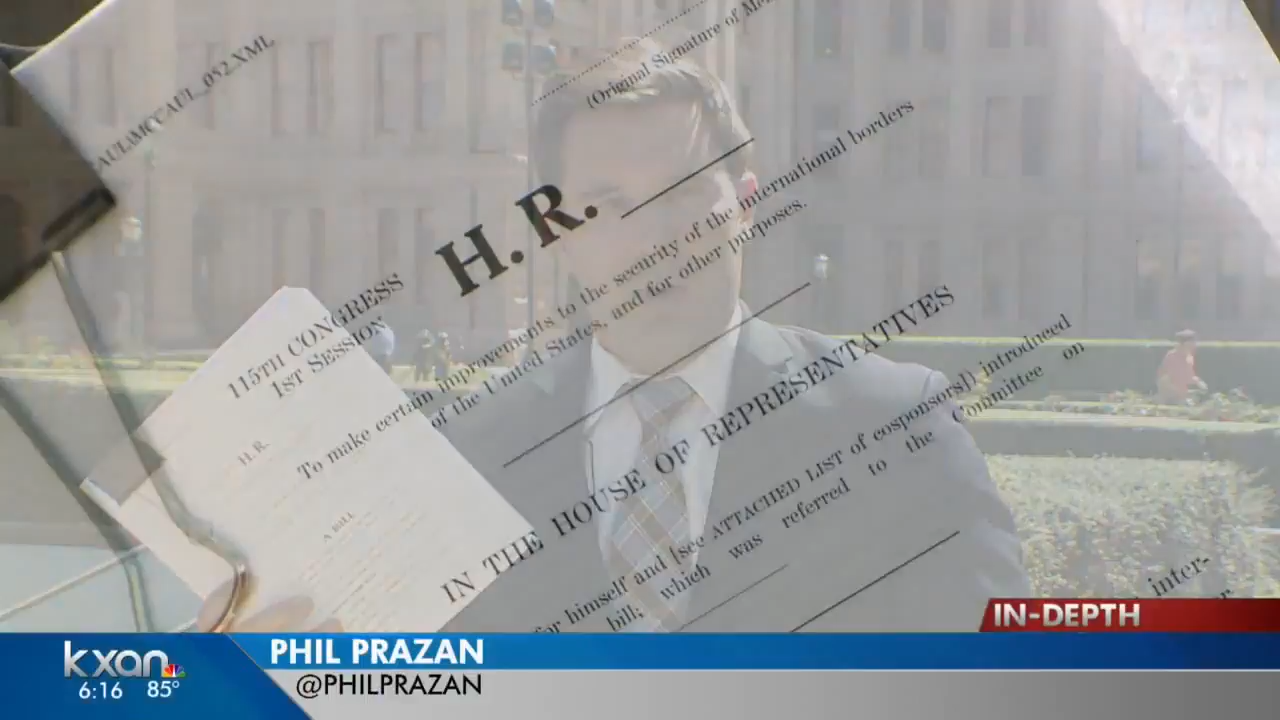 AUL\MCCAUL_052.XML
(Original Signature of
115TH CONGRESS
1ST SESSION
H. R.
To make certain improvements to the security of the international borders
of the United States, and for other purposes.
IN THE HOUSE OF REPRESENTATIVES
for himself and [see ATTACHED LIST of cosponsors]) introduced
bill; which was referred to the Committee on
inter-
H. R.
A BILL
IN-DEPTH
kxan
6:16 85°
PHIL PRAZAN
@PHILPRAZAN